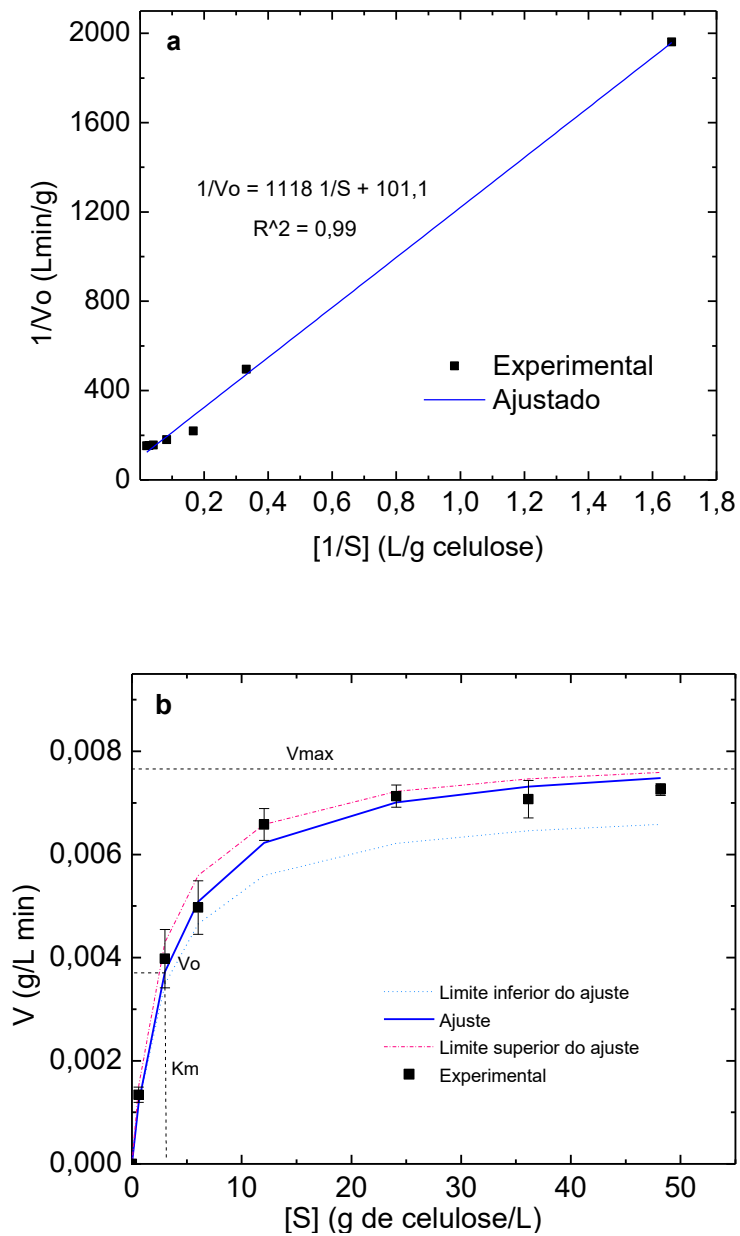 a
2000
1600
1200
800
400
0
1/Vo (Lmin/g)
1/Vo = 1118 1/S + 101,1
R^2 = 0,99
Experimental
Ajustado
0,2 0,4 0,6 0,8 1,0 1,2 1,4 1,6 1,8
[1/S] (L/g celulose)
b
0,008
0,006
0,004
0,002
0,000
V (g/L min)
Vmax
Vo
Km
Limite inferior do ajuste
Ajuste
Limite superior do ajuste
Experimental
0 10 20 30 40 50
[S] (g de celulose/L)